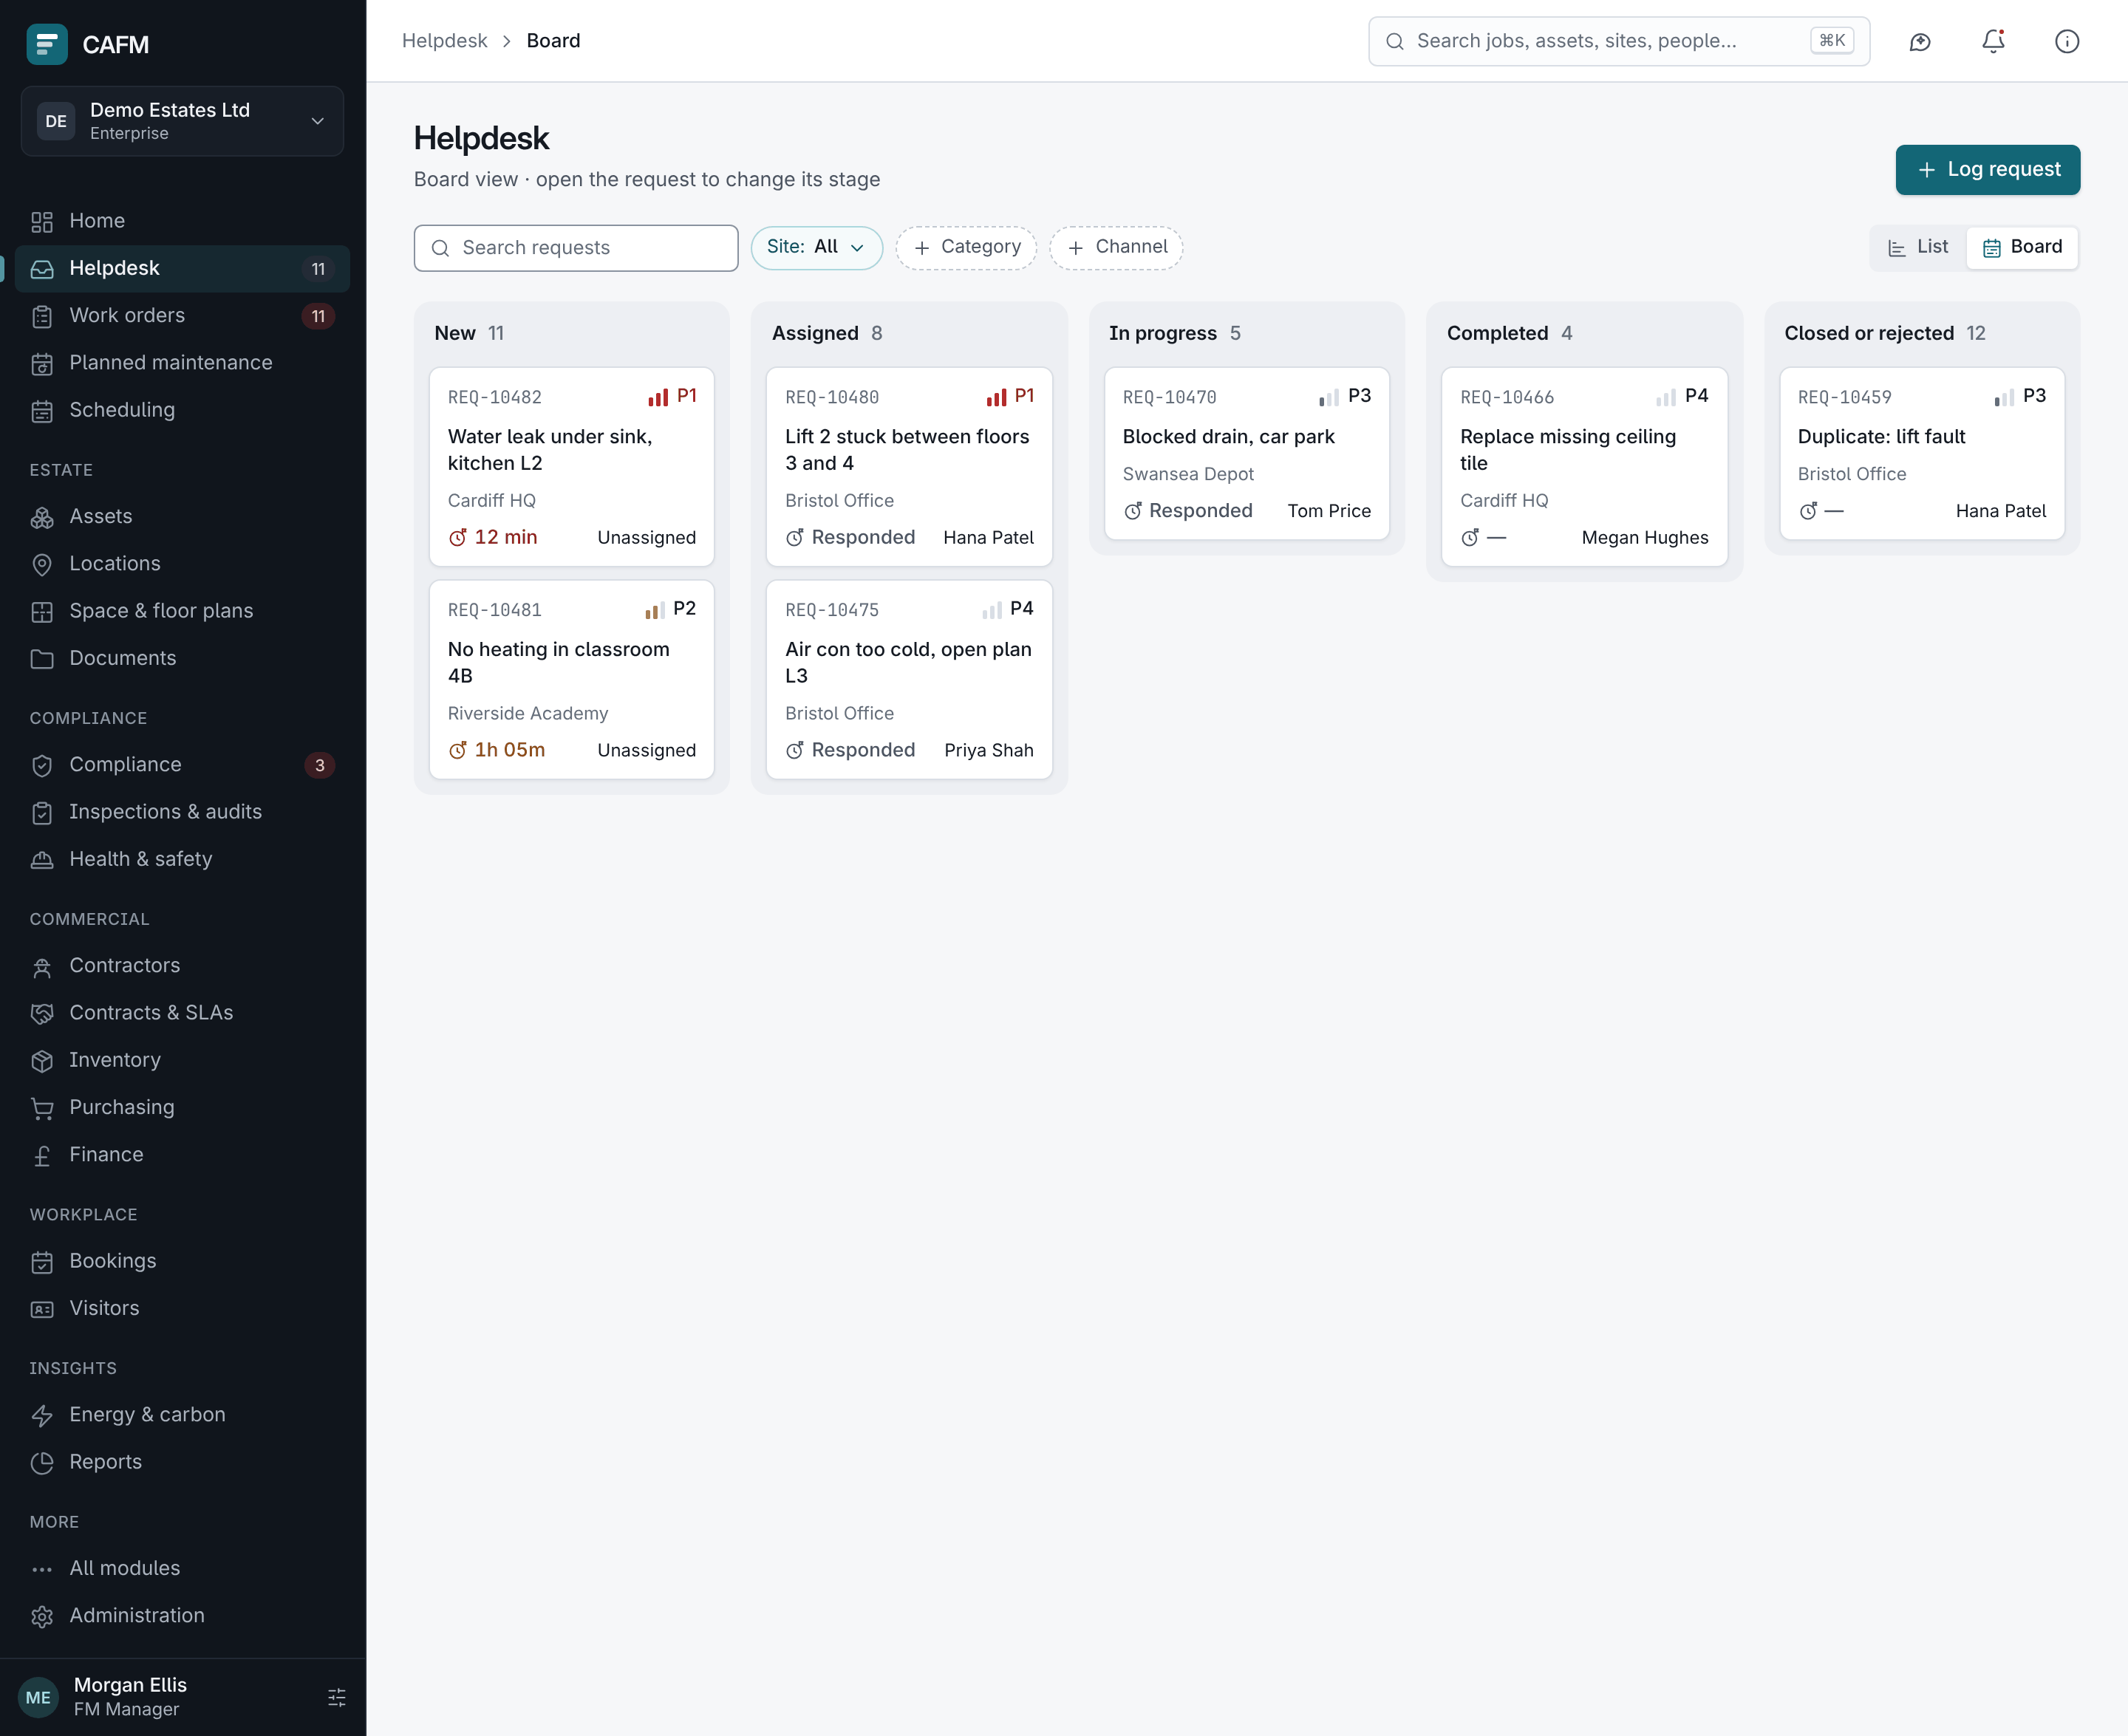 CAFM
DE
Demo Estates Ltd
Enterprise
Home
Helpdesk 11
Work orders 11
Planned maintenance
Scheduling
ESTATE
Assets
Locations
Space & floor plans
Documents
COMPLIANCE
Compliance 3
Inspections & audits
Health & safety
COMMERCIAL
Contractors
Contracts & SLAs
Inventory
Purchasing
Finance
WORKPLACE
Bookings
Visitors
INSIGHTS
Energy & carbon
Reports
MORE
All modules
Administration
ME
Morgan Ellis
FM Manager
Helpdesk > Board
Search jobs, assets, sites, people... ⌘K
Helpdesk
Board view · open the request to change its stage
+ Log request
Search requests
Site: All
+ Category
+ Channel
List
Board
New 11
REQ-10482 P1
Water leak under sink,
kitchen L2
Cardiff HQ
12 min Unassigned
REQ-10481 P2
No heating in classroom
4B
Riverside Academy
1h 05m Unassigned
Assigned 8
REQ-10480 P1
Lift 2 stuck between floors
3 and 4
Bristol Office
Responded Hana Patel
REQ-10475 P4
Air con too cold, open plan
L3
Bristol Office
Responded Priya Shah
In progress 5
REQ-10470 P3
Blocked drain, car park
Swansea Depot
Responded Tom Price
Completed 4
REQ-10466 P4
Replace missing ceiling
tile
Cardiff HQ
— Megan Hughes
Closed or rejected 12
REQ-10459 P3
Duplicate: lift fault
Bristol Office
— Hana Patel